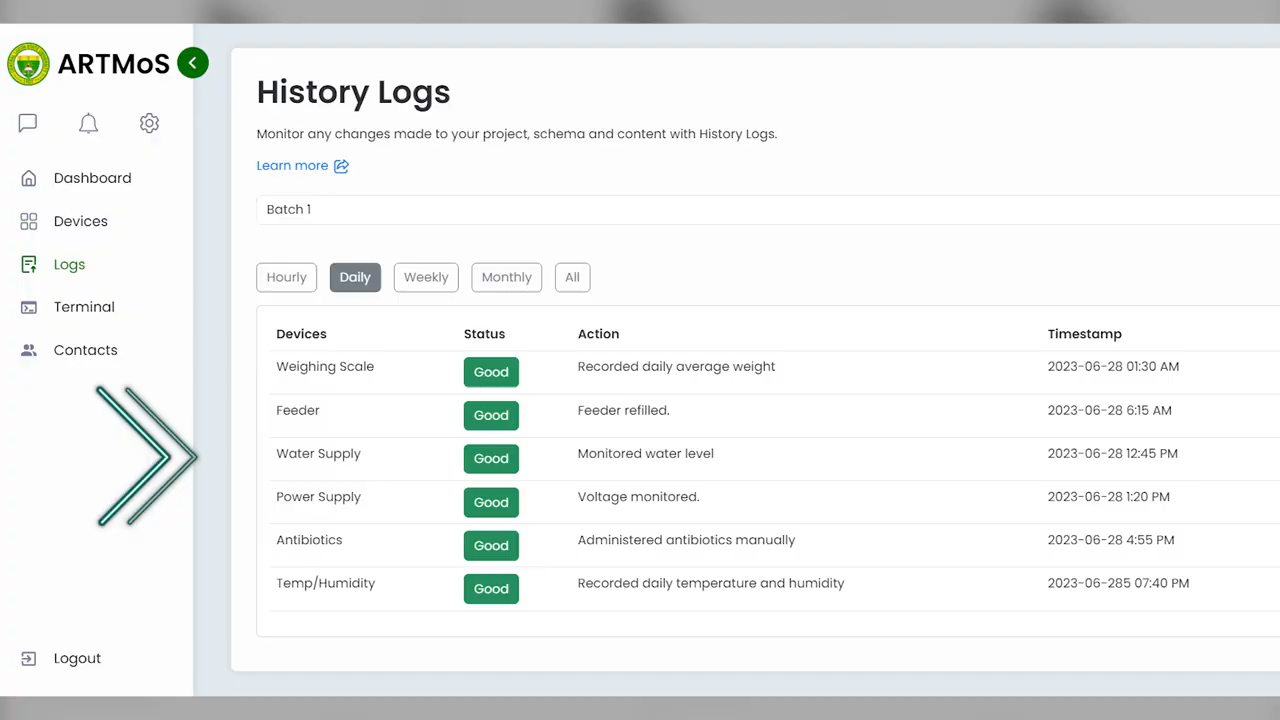 ARTMoS
Dashboard
Devices
Logs
Terminal
Contacts
Logout
History Logs
Monitor any changes made to your project, schema and content with History Logs.
Learn more
Batch 1
Hourly Daily Weekly Monthly All
Devices Status Action Timestamp
Weighing Scale Good Recorded daily average weight 2023-06-28 01:30 AM
Feeder Good Feeder refilled. 2023-06-28 6:15 AM
Water Supply Good Monitored water level 2023-06-28 12:45 PM
Power Supply Good Voltage monitored. 2023-06-28 1:20 PM
Antibiotics Good Administered antibiotics manually 2023-06-28 4:55 PM
Temp/Humidity Good Recorded daily temperature and humidity 2023-06-285 07:40 PM